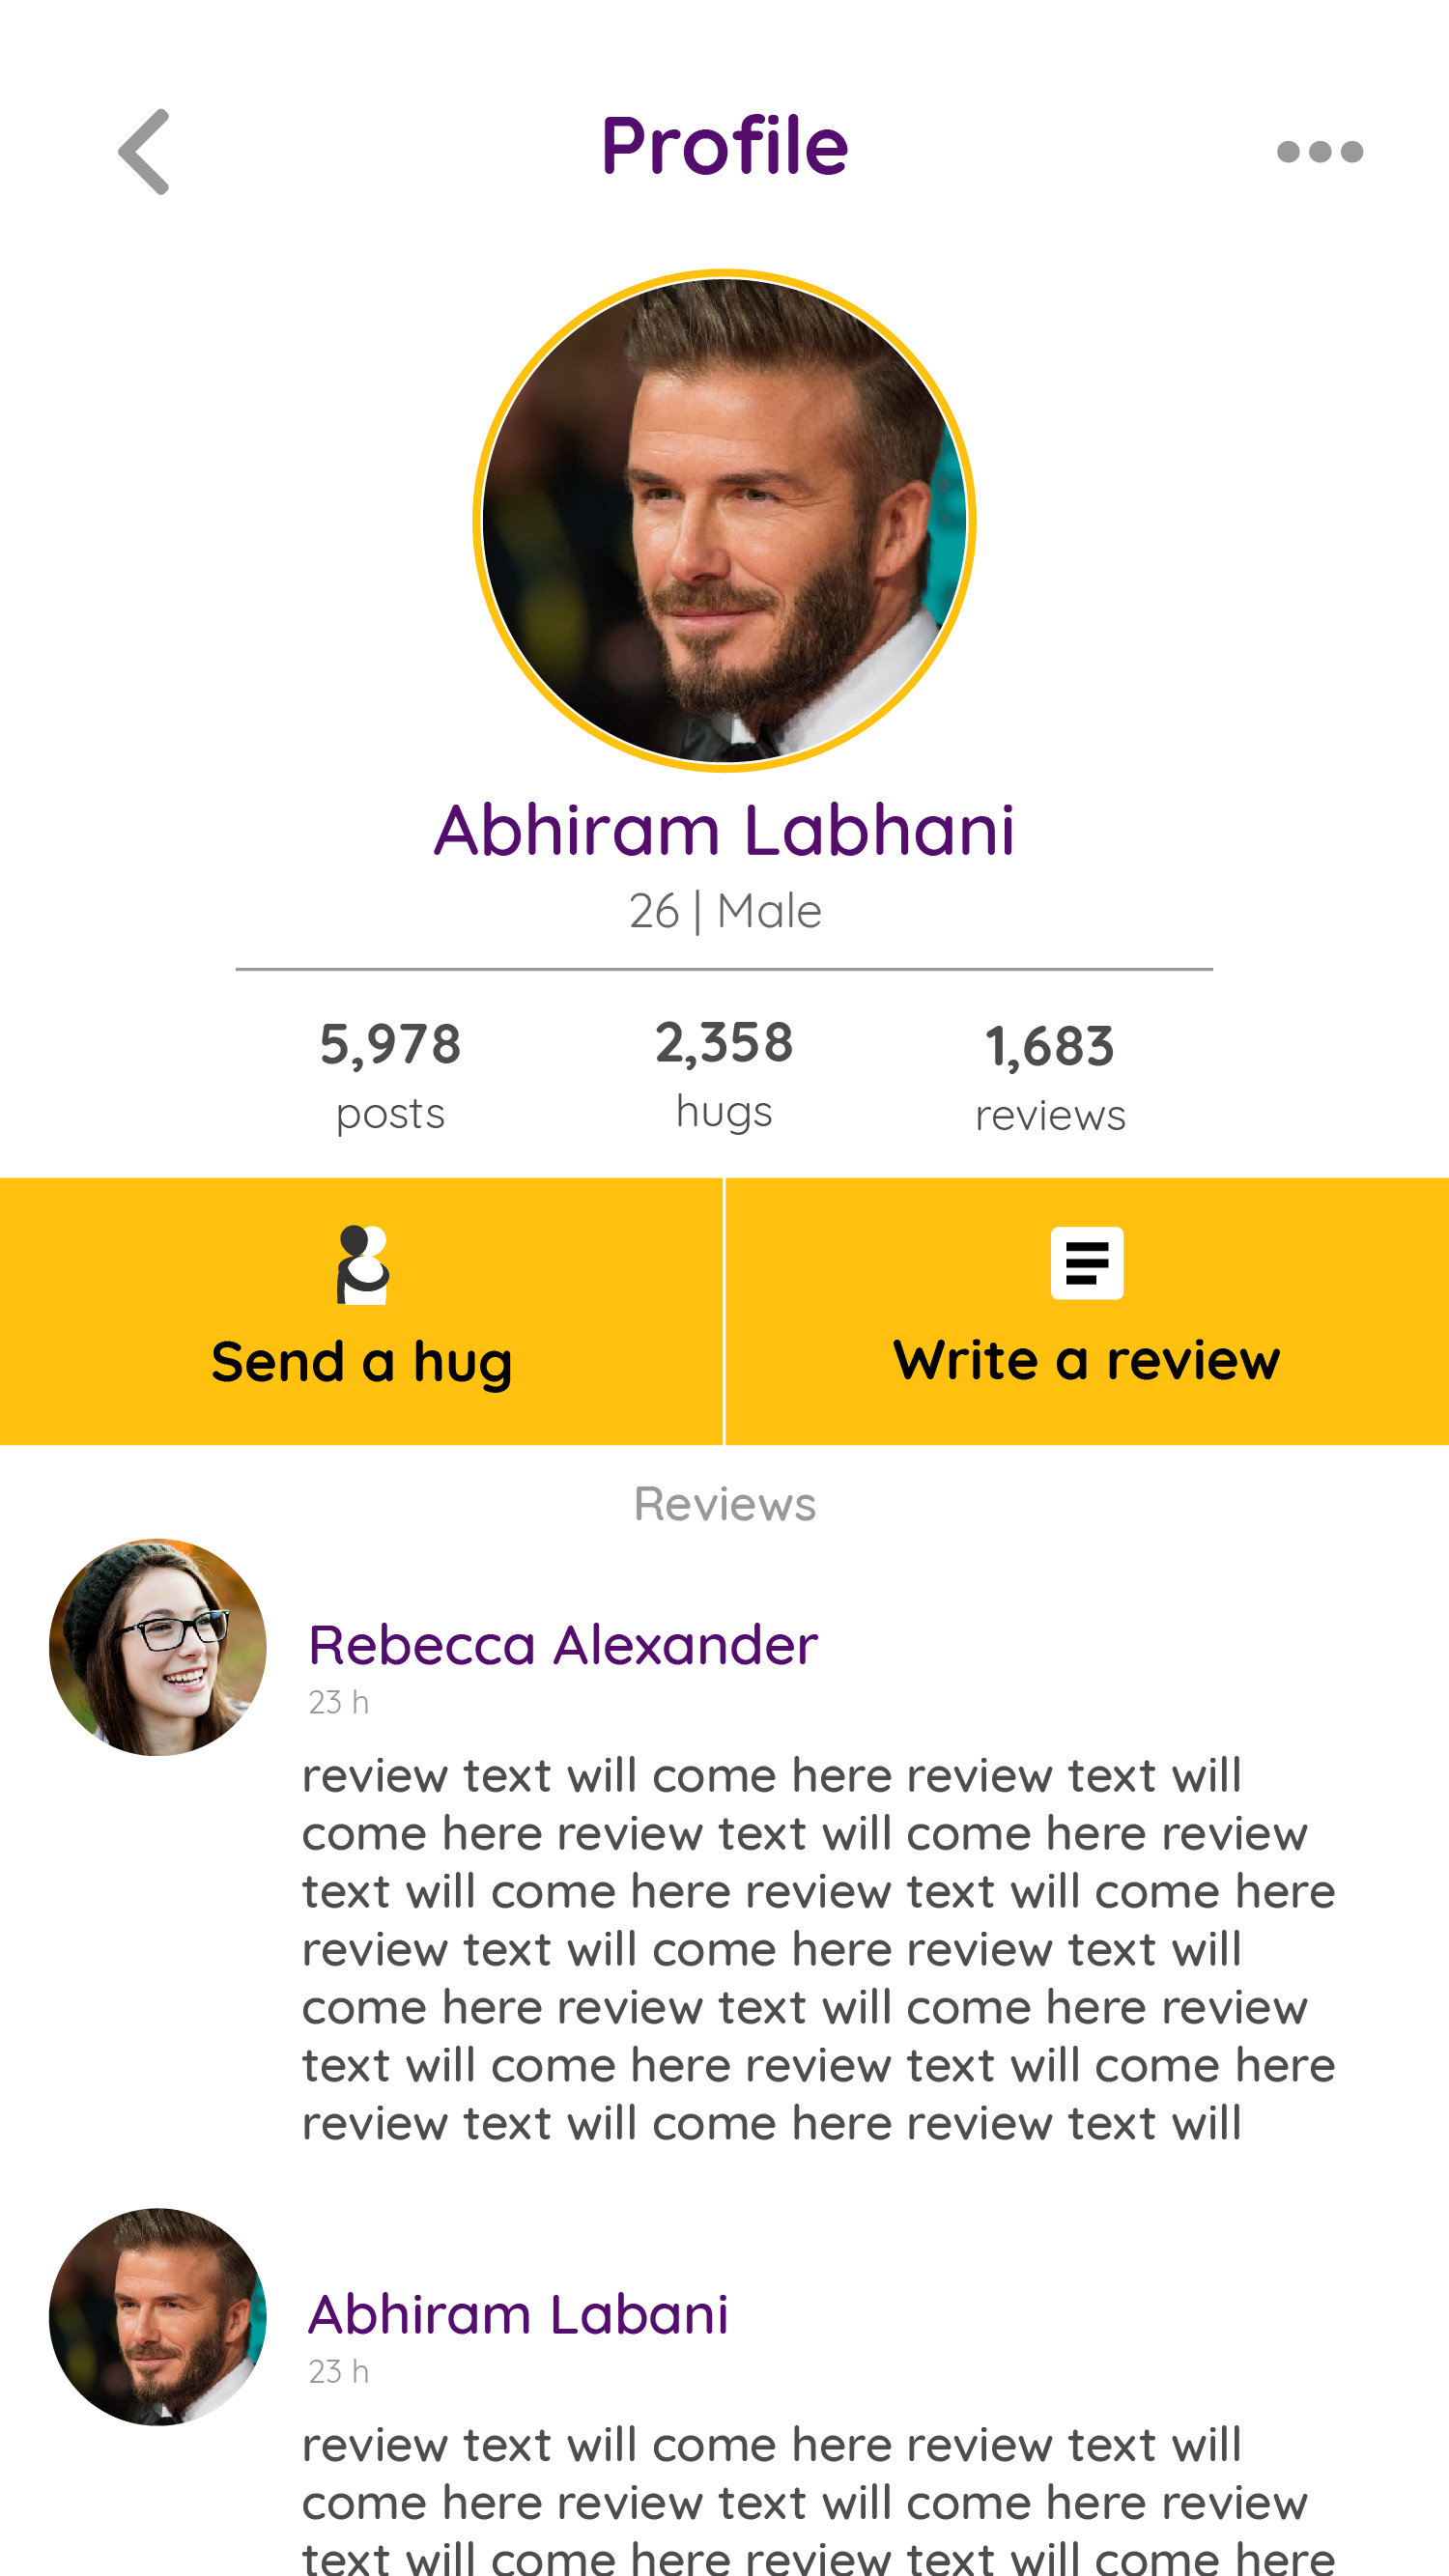 Profile
Abhiram Labhani
26 | Male
5,978
posts
2,358
hugs
1,683
reviews
Send a hug
Write a review
Reviews
Rebecca Alexander
23 h
review text will come here review text will
come here review text will come here review
text will come here review text will come here
review text will come here review text will
come here review text will come here review
text will come here review text will come here
review text will come here review text will
Abhiram Labani
23 h
review text will come here review text will
come here review text will come here review
text will come here review text will come here